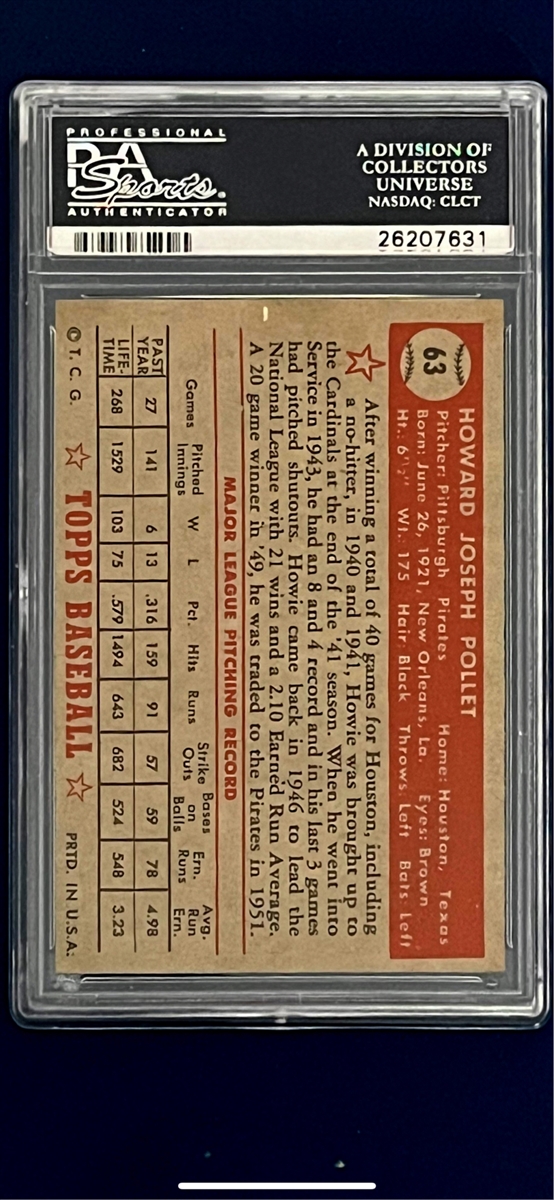 PROFESSIONAL
PSA
Sports
AUTHENTICATOR
A DIVISION OF
COLLECTORS
UNIVERSE
NASDAQ: CLCT
26207631
63
HOWARD JOSEPH POLLET
Pitcher: Pittsburgh Pirates Home: Houston, Texas
Born: June 26, 1921, New Orleans, La. Eyes: Brown
Ht.: 6'½" Wt.: 175 Hair: Black Throws: Left Bats: Left
After winning a total of 40 games for Houston, including
a no-hitter, in 1940 and 1941, Howie was brought up to
the Cardinals at the end of the '41 season. When he went into
Service in 1943, he had an 8 and 4 record and in his last 3 games
had pitched shutouts. Howie came back in 1946 to lead the
National League with 21 wins and a 2.10 Earned Run Average.
A 20 game winner in '49, he was traded to the Pirates in 1951.
MAJOR LEAGUE PITCHING RECORD
Games Pitched Innings W L Pct. Hits Runs Strike Outs Bases on Balls Ern. Runs Avg. Run Ern.
PAST YEAR 27 141 6 13 .316 159 91 57 59 78 4.98
LIFE-TIME 268 1529 103 75 .579 1494 643 682 524 548 3.23
© T. C. G. TOPPS BASEBALL PRTD. IN U.S.A.